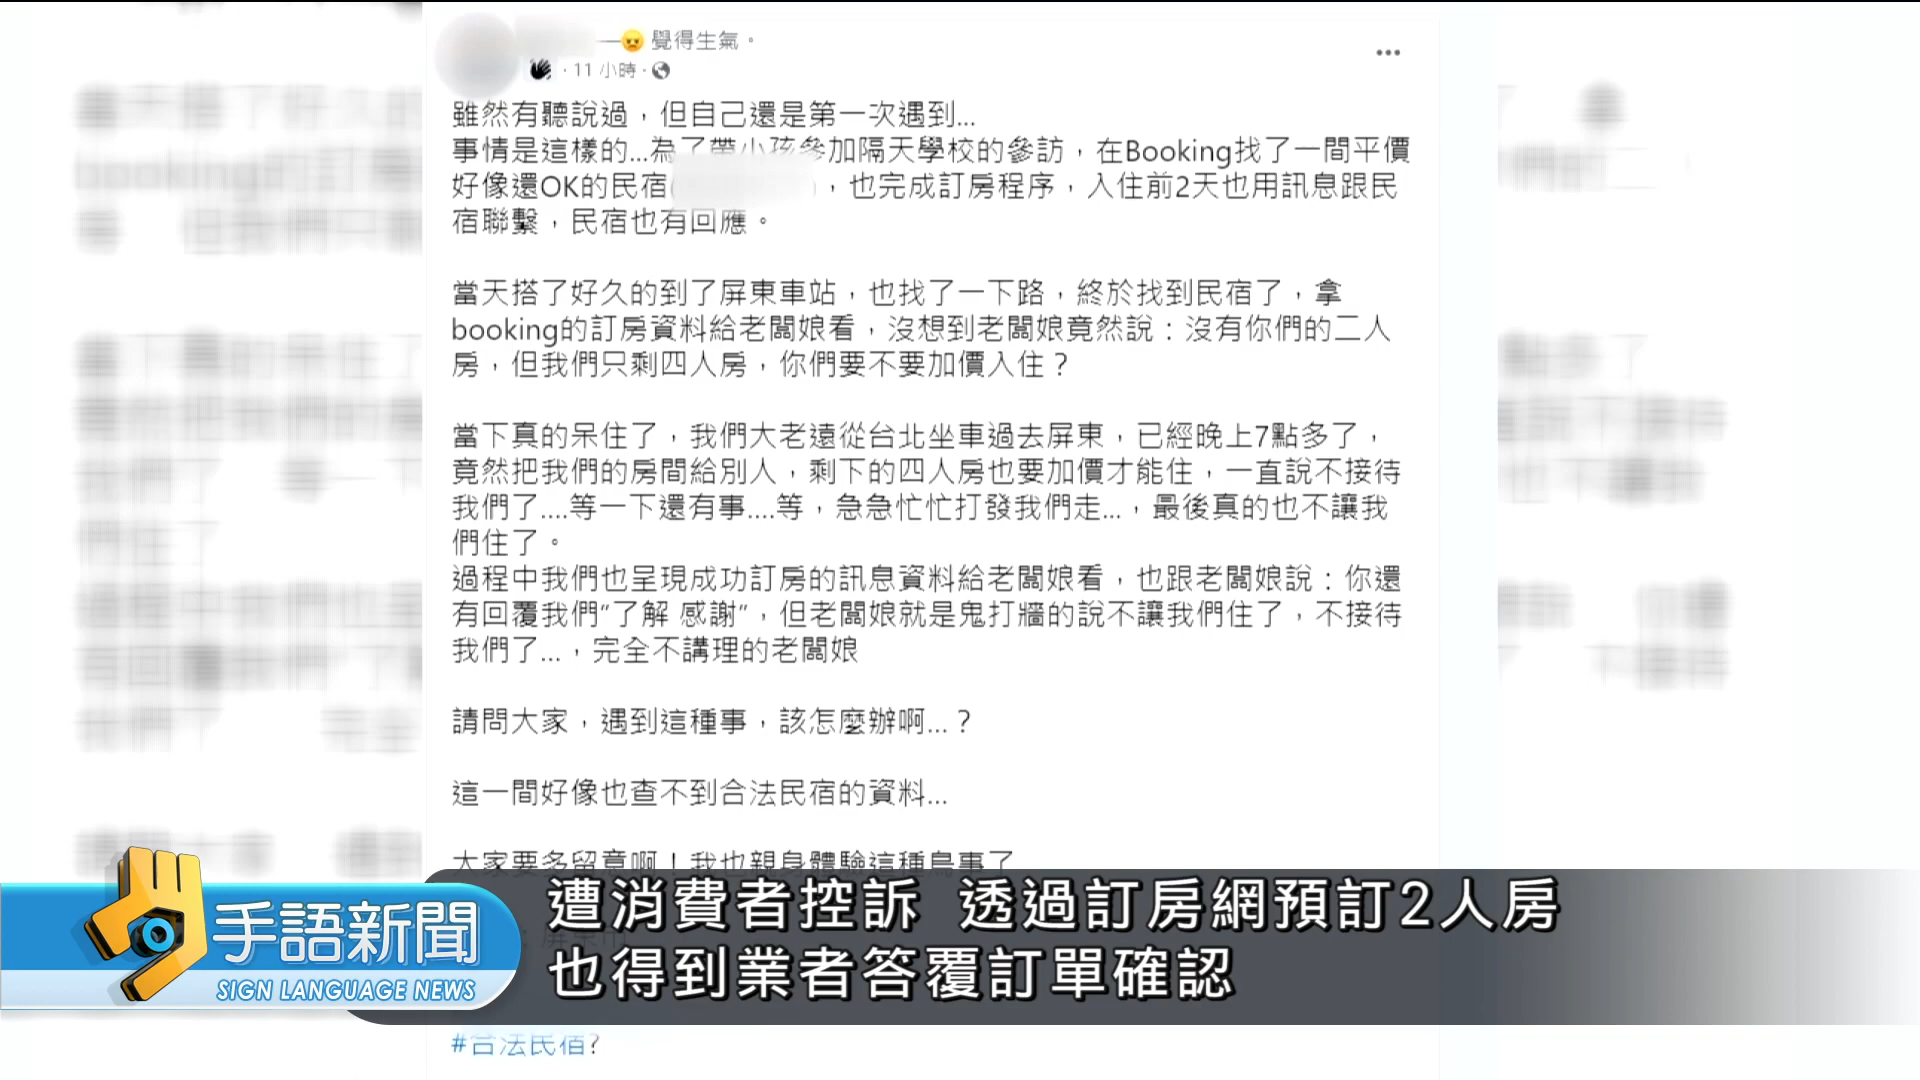 覺得生氣。
· 11 小時 ·
雖然有聽說過，但自己還是第一次遇到...
事情是這樣的...為了帶小孩參加隔天學校的參訪，在Booking找了一間平價
好像還OK的民宿，也完成訂房程序，入住前2天也用訊息跟民
宿聯繫，民宿也有回應。
當天搭了好久的到了屏東車站，也找了一下路，終於找到民宿了，拿
booking的訂房資料給老闆娘看，沒想到老闆娘竟然說：沒有你們的二人
房，但我們只剩四人房，你們要不要加價入住？
當下真的呆住了，我們大老遠從台北坐車過去屏東，已經晚上7點多了，
竟然把我們的房間給別人，剩下的四人房也要加價才能住，一直說不接待
我們了....等一下還有事....等，急急忙忙打發我們走...，最後真的也不讓我
們住了。
過程中我們也呈現成功訂房的訊息資料給老闆娘看，也跟老闆娘說：你還
有回覆我們"了解 感謝"，但老闆娘就是鬼打牆的說不讓我們住了，不接待
我們了...，完全不講理的老闆娘
請問大家，遇到這種事，該怎麼辦啊...？
這一間好像也查不到合法民宿的資料...
大家要多留意啊！我也親身體驗這種鳥事了
遭消費者控訴 透過訂房網預訂2人房
手語新聞
也得到業者答覆訂單確認
SIGN LANGUAGE NEWS
#合法民宿?